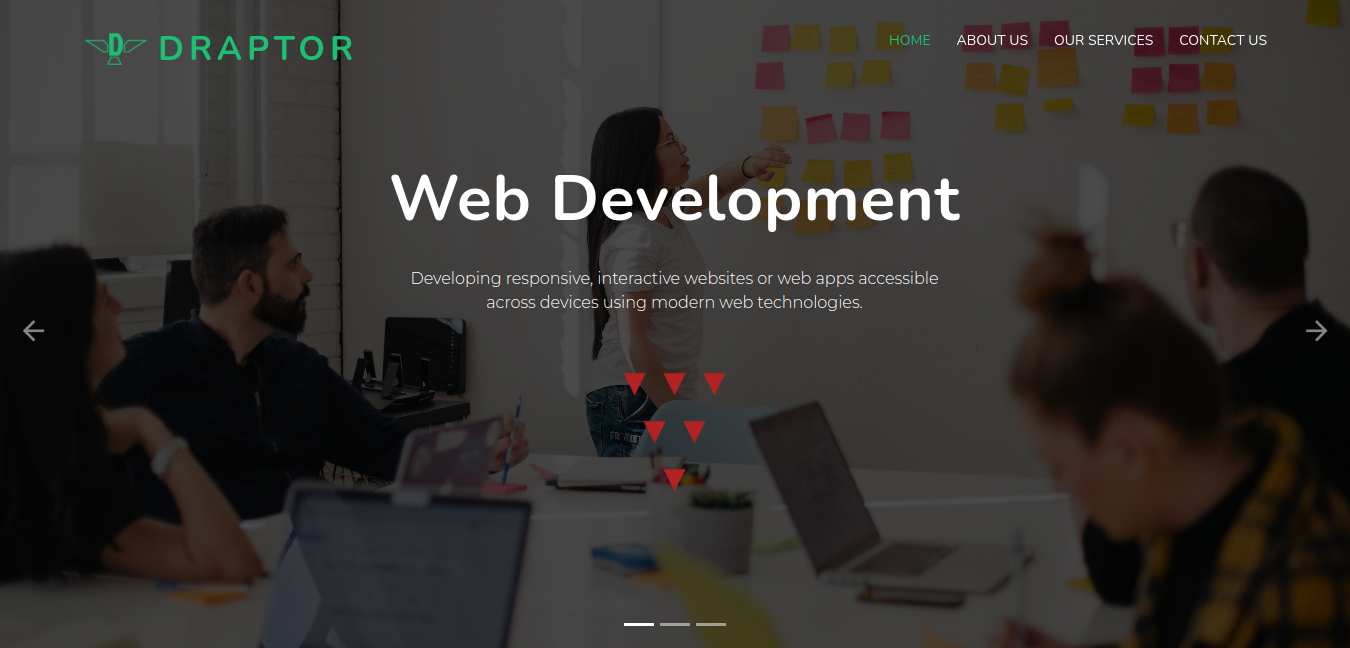 DRAPTOR
HOME ABOUT US OUR SERVICES CONTACT US
Web Development
Developing responsive, interactive websites or web apps accessible
across devices using modern web technologies.